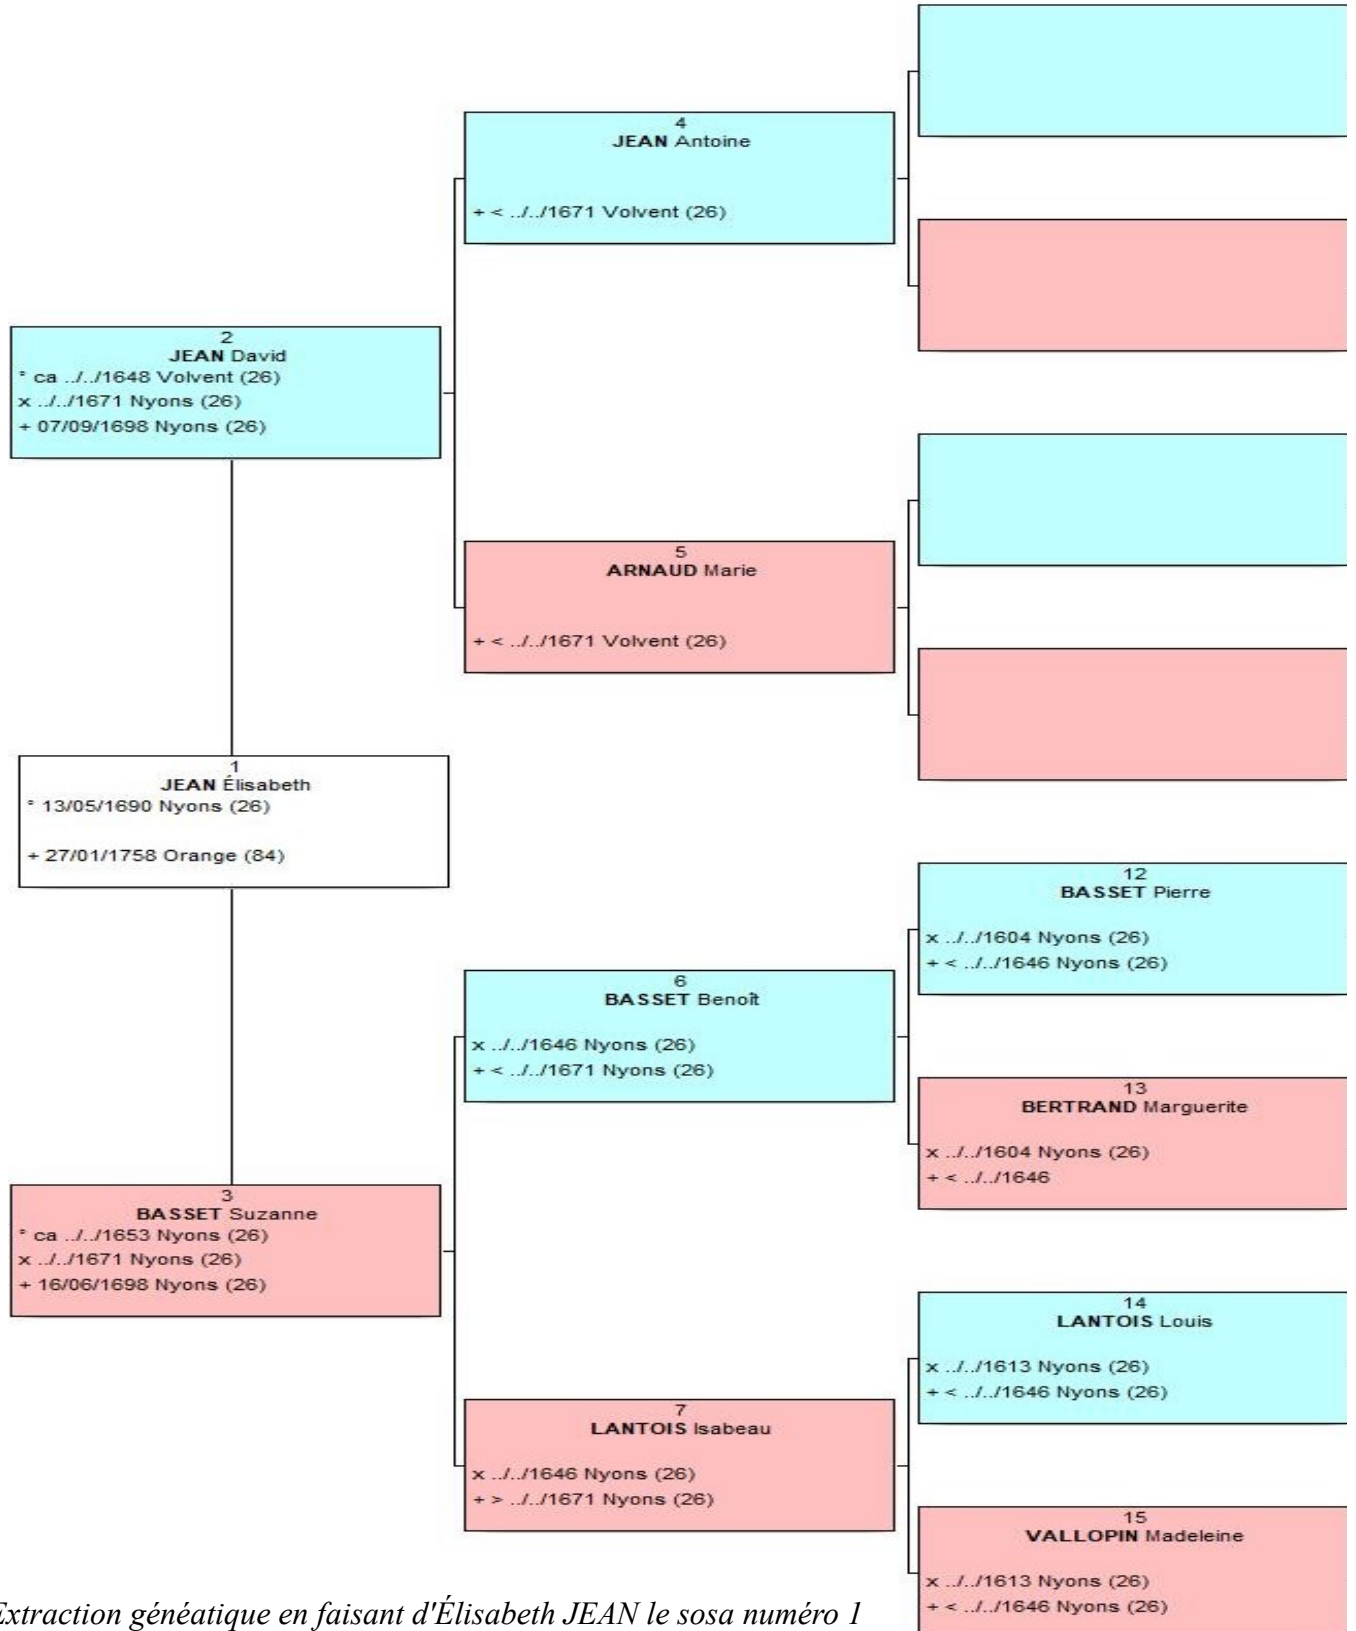 4
JEAN Antoine
+ < ../../1671 Volvent (26)
2
JEAN David
° ca ../../1648 Volvent (26)
x ../../1671 Nyons (26)
+ 07/09/1698 Nyons (26)
5
ARNAUD Marie
+ < ../../1671 Volvent (26)
1
JEAN Élisabeth
° 13/05/1690 Nyons (26)
+ 27/01/1758 Orange (84)
12
BASSET Pierre
x ../../1604 Nyons (26)
+ < ../../1646 Nyons (26)
6
BASSET Benoît
x ../../1646 Nyons (26)
+ < ../../1671 Nyons (26)
13
BERTRAND Marguerite
x ../../1604 Nyons (26)
+ < ../../1646
3
BASSET Suzanne
° ca ../../1653 Nyons (26)
x ../../1671 Nyons (26)
+ 16/06/1698 Nyons (26)
14
LANTOIS Louis
x ../../1613 Nyons (26)
+ < ../../1646 Nyons (26)
7
LANTOIS Isabeau
x ../../1646 Nyons (26)
+ > ../../1671 Nyons (26)
15
VALLOPIN Madeleine
x ../../1613 Nyons (26)
+ < ../../1646 Nyons (26)
Extraction généatique en faisant d'Élisabeth JEAN le sosa numéro 1